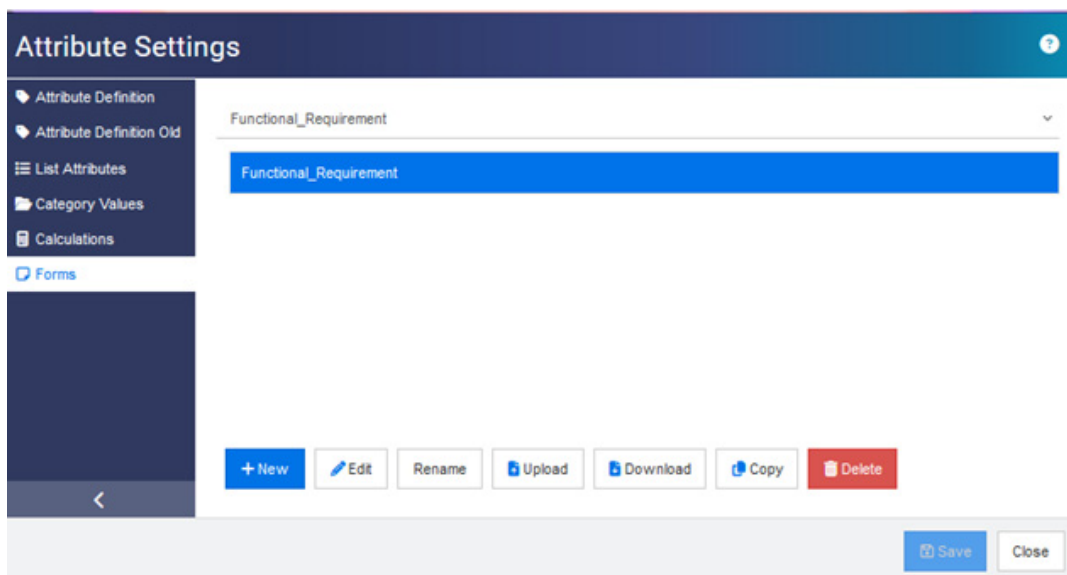 Attribute Settings
Attribute Definition
Attribute Definition Old
List Attributes
Category Values
Calculations
Forms
Functional_Requirement
Functional_Requirement
+ New Edit Rename Upload Download Copy Delete
Save Close